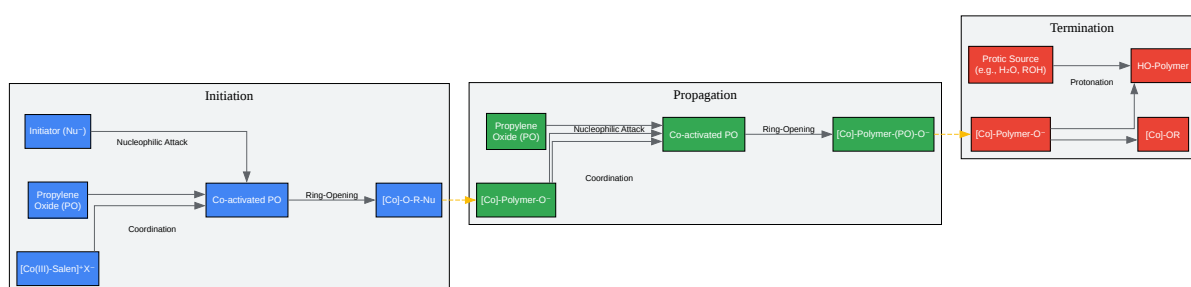 Initiation
Initiator (Nu⁻)
Nucleophilic Attack
Propylene
Oxide (PO)
Co-activated PO
Ring-Opening
[Co]-O-R-Nu
Coordination
[Co(III)-Salen]⁺X⁻
Propagation
Propylene
Oxide (PO)
Nucleophilic Attack
Co-activated PO
Ring-Opening
[Co]-Polymer-(PO)-O⁻
Coordination
[Co]-Polymer-O⁻
Termination
Protic Source
(e.g., H₂O, ROH)
HO-Polymer
Protonation
[Co]-Polymer-O⁻
[Co]-OR